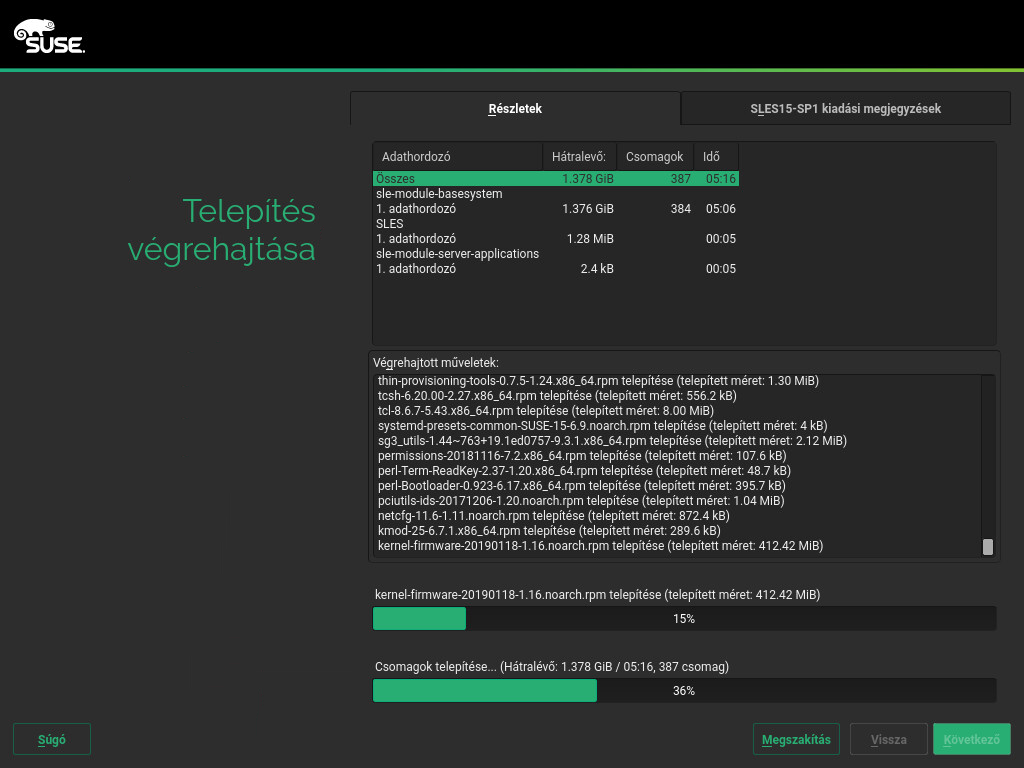 SUSE.
Részletek
SLES15-SP1 kiadási megjegyzések
Telepítés
végrehajtása
Adathordozó Hátralevő: Csomagok Idő
Összes 1.378 GiB 387 05:16
sle-module-basesystem
1. adathordozó 1.376 GiB 384 05:06
SLES
1. adathordozó 1.28 MiB 00:05
sle-module-server-applications
1. adathordozó 2.4 kB 00:05
Végrehajtott műveletek:
thin-provisioning-tools-0.7.5-1.24.x86_64.rpm telepítése (telepített méret: 1.30 MiB)
tcsh-6.20.00-2.27.x86_64.rpm telepítése (telepített méret: 556.2 kB)
tcl-8.6.7-5.43.x86_64.rpm telepítése (telepített méret: 8.00 MiB)
systemd-presets-common-SUSE-15-6.9.noarch.rpm telepítése (telepített méret: 4 kB)
sg3_utils-1.44~763+19.1ed0757-9.3.1.x86_64.rpm telepítése (telepített méret: 2.12 MiB)
permissions-20181116-7.2.x86_64.rpm telepítése (telepített méret: 107.6 kB)
perl-Term-ReadKey-2.37-1.20.x86_64.rpm telepítése (telepített méret: 48.7 kB)
perl-Bootloader-0.923-6.17.x86_64.rpm telepítése (telepített méret: 395.7 kB)
pciutils-ids-20171206-1.20.noarch.rpm telepítése (telepített méret: 1.04 MiB)
netcfg-11.6-1.11.noarch.rpm telepítése (telepített méret: 872.4 kB)
kmod-25-6.7.1.x86_64.rpm telepítése (telepített méret: 289.6 kB)
kernel-firmware-20190118-1.16.noarch.rpm telepítése (telepített méret: 412.42 MiB)
kernel-firmware-20190118-1.16.noarch.rpm telepítése (telepített méret: 412.42 MiB)
15%
Csomagok telepítése... (Hátralévő: 1.378 GiB / 05:16, 387 csomag)
36%
Súgó
Megszakítás
Vissza
Következő